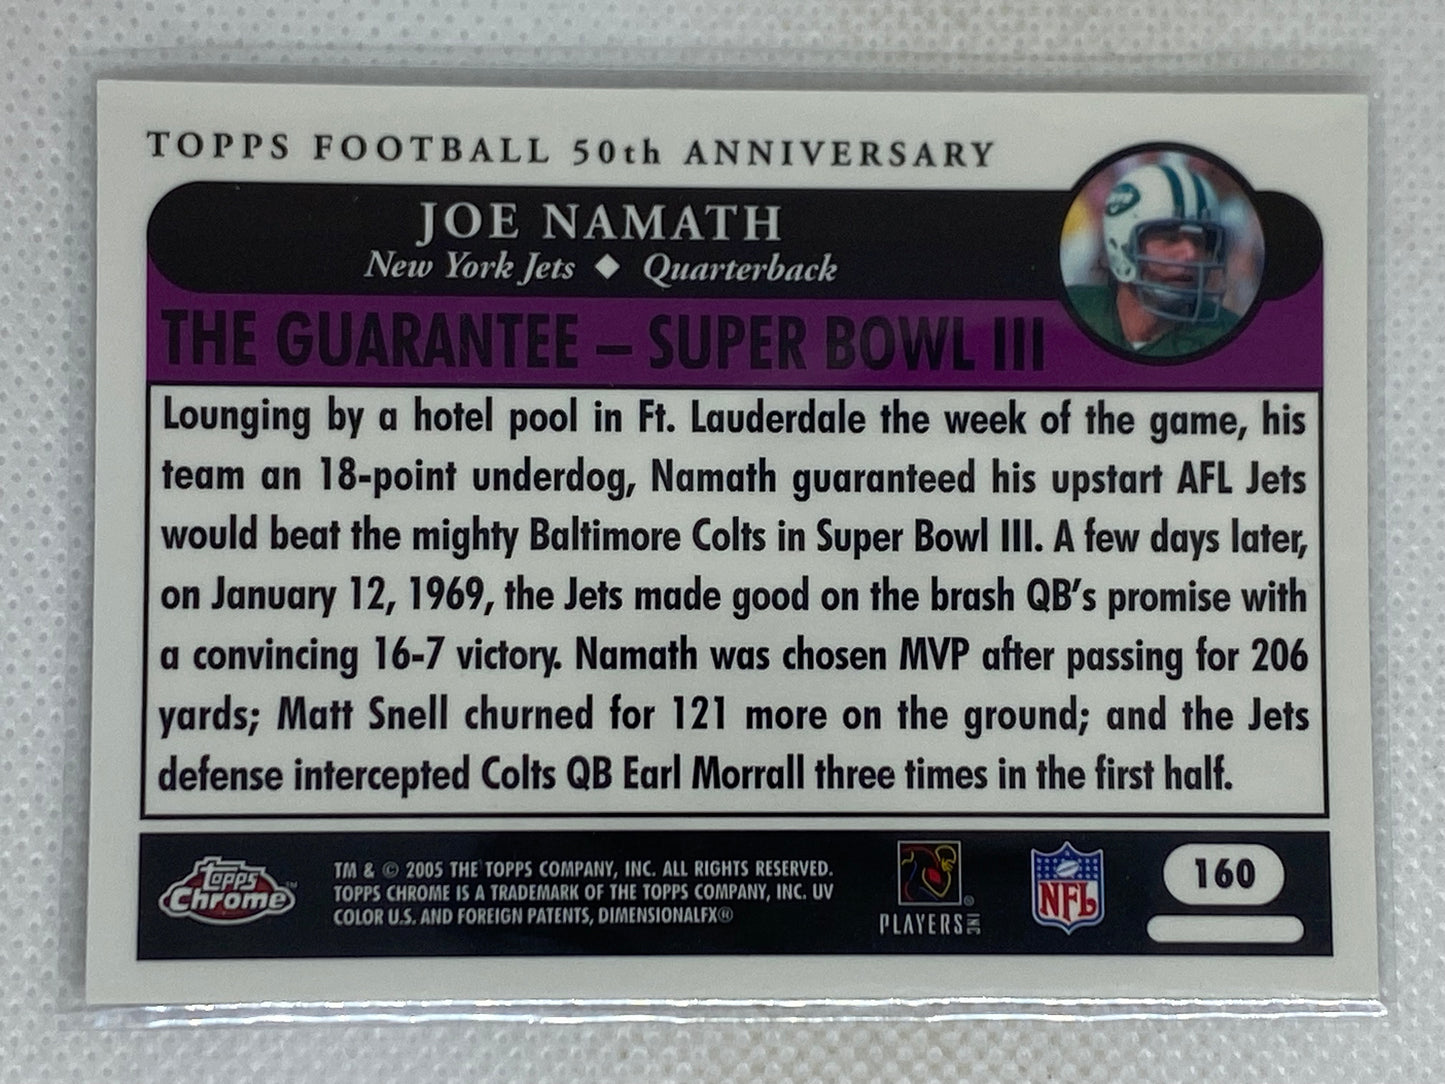 TOPPS FOOTBALL 50th ANNIVERSARY
JOE NAMATH
New York Jets ◆ Quarterback
THE GUARANTEE – SUPER BOWL III
Lounging by a hotel pool in Ft. Lauderdale the week of the game, his
team an 18-point underdog, Namath guaranteed his upstart AFL Jets
would beat the mighty Baltimore Colts in Super Bowl III. A few days later,
on January 12, 1969, the Jets made good on the brash QB's promise with
a convincing 16-7 victory. Namath was chosen MVP after passing for 206
yards; Matt Snell churned for 121 more on the ground; and the Jets
defense intercepted Colts QB Earl Morrall three times in the first half.
Topps
Chrome™
TM & © 2005 THE TOPPS COMPANY, INC. ALL RIGHTS RESERVED.
TOPPS CHROME IS A TRADEMARK OF THE TOPPS COMPANY, INC. UV
COLOR U.S. AND FOREIGN PATENTS, DIMENSIONALFX®
PLAYERS INC
NFL
160